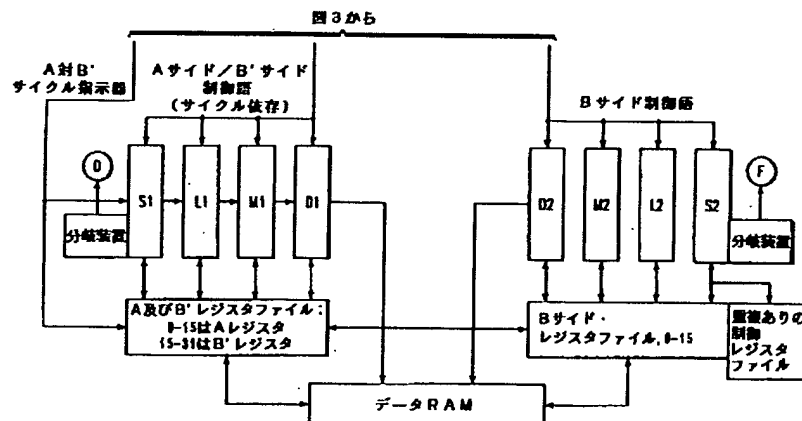 図3から
A対B'
サイクル指示器
Aサイド/B'サイド
制御語
(サイクル依存)
Bサイド制御語
D
F
S1
L1
M1
D1
D2
M2
L2
S2
分岐装置
分岐装置
A及びB'レジスタファイル:
0-15はAレジスタ
15-31はB'レジスタ
Bサイド・
レジスタファイル,0-15
重複ありの
制御
レジスタ
ファイル
データRAM